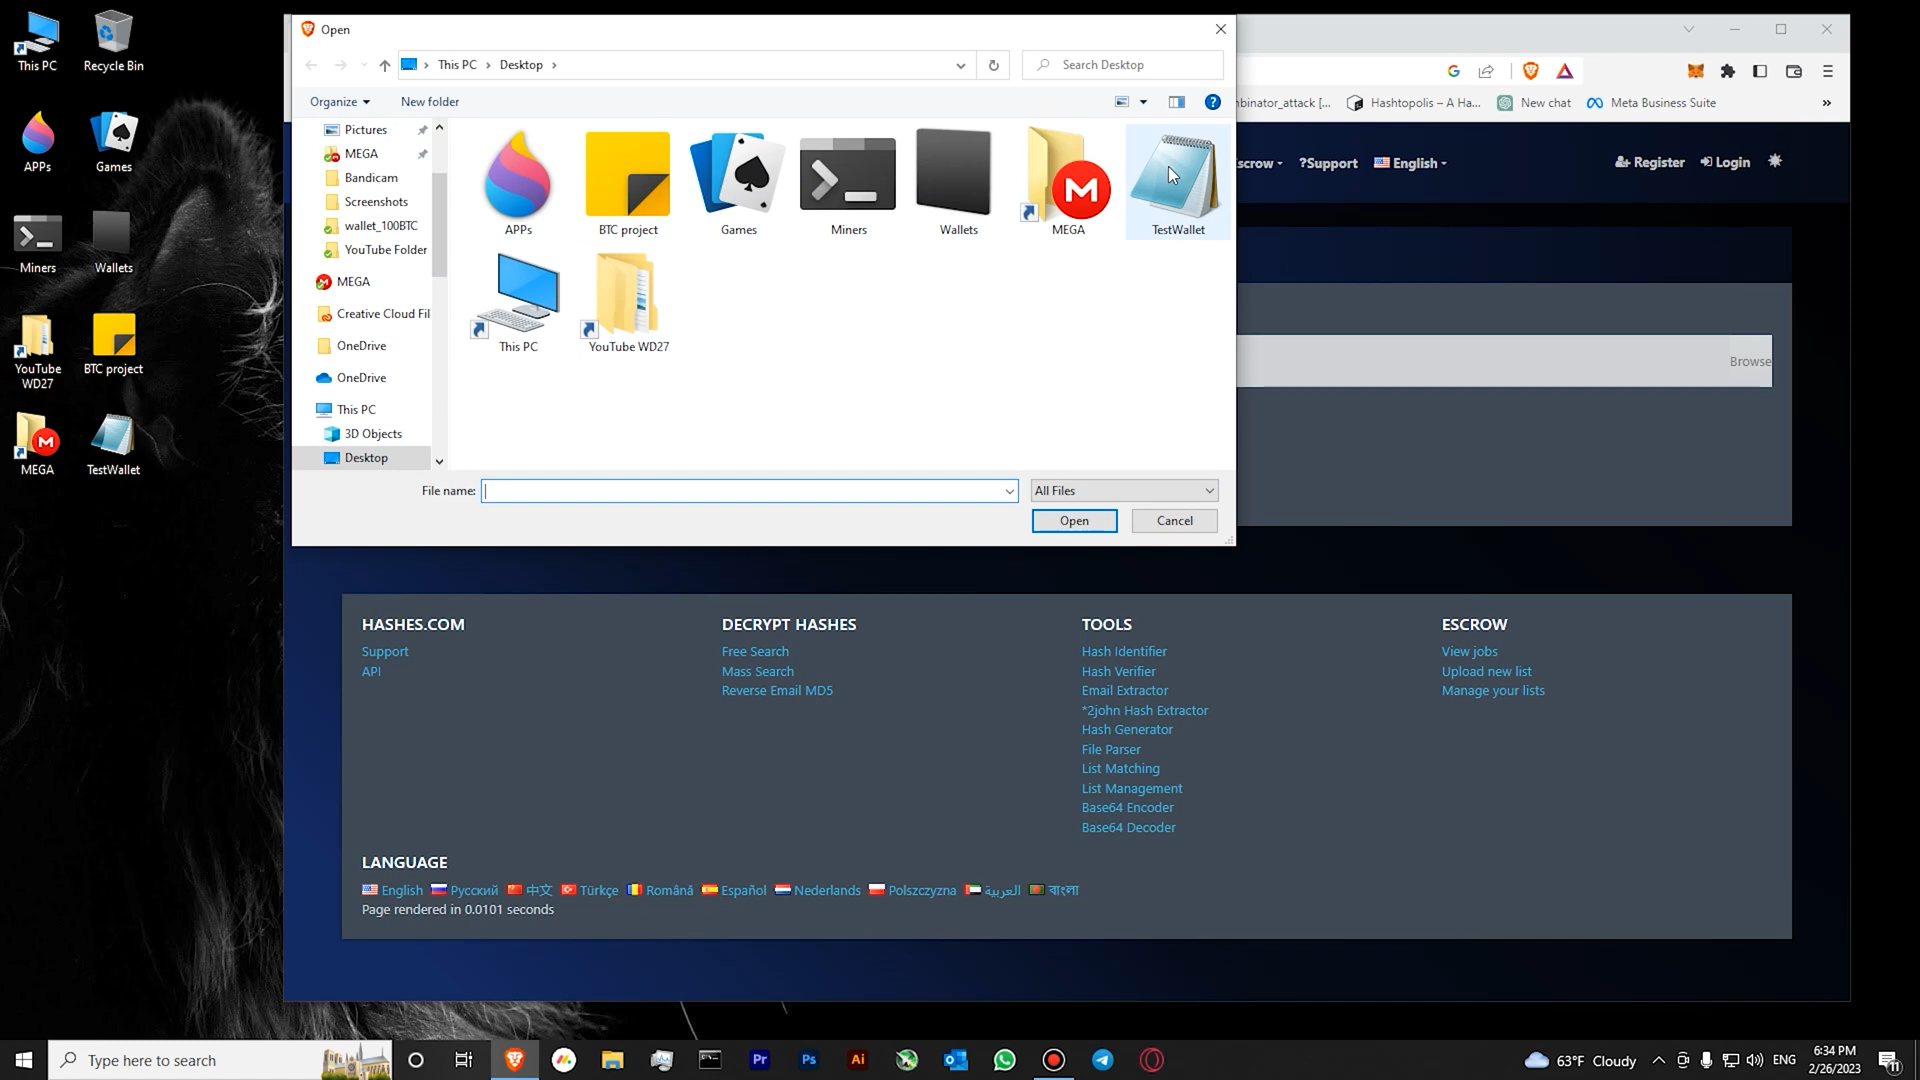 This PC
Recycle Bin
APPs
Games
Miners
Wallets
YouTube WD27
BTC project
MEGA
TestWallet
Open
This PC
Desktop
Search Desktop
Organize
New folder
Pictures
MEGA
Bandicam
Screenshots
wallet_100BTC
YouTube Folder
MEGA
Creative Cloud Fil
OneDrive
OneDrive
This PC
3D Objects
Desktop
APPs
BTC project
Games
Miners
Wallets
MEGA
TestWallet
This PC
YouTube WD27
File name:
All Files
Open
Cancel
nbinator_attack [...
Hashtopolis – A Ha...
New chat
Meta Business Suite
scrow
?Support
English
Register
Login
Browse
HASHES.COM
Support
API
DECRYPT HASHES
Free Search
Mass Search
Reverse Email MD5
TOOLS
Hash Identifier
Hash Verifier
Email Extractor
*2john Hash Extractor
Hash Generator
File Parser
List Matching
List Management
Base64 Encoder
Base64 Decoder
ESCROW
View jobs
Upload new list
Manage your lists
LANGUAGE
English Русский 中文 Türkçe Română Español Nederlands Polszczyzna العربية বাংলা
Page rendered in 0.0101 seconds
Type here to search
Pr
Ps
Ai
63°F Cloudy
ENG
6:34 PM
2/26/2023
11